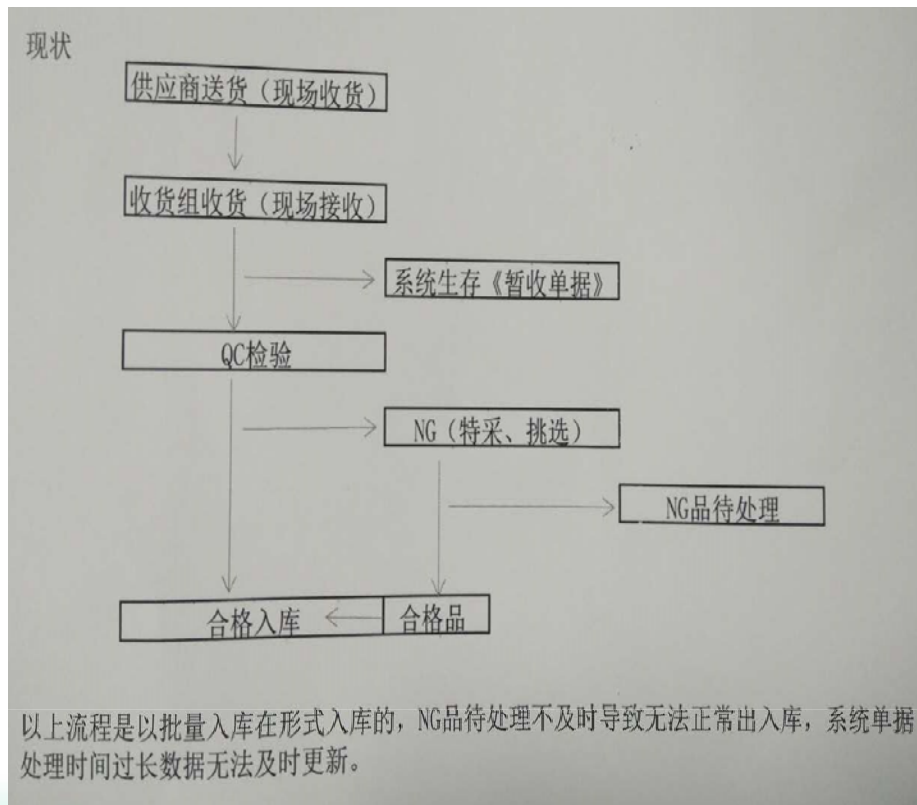 现状
供应商送货（现场收货）
收货组收货（现场接收）
系统生存《暂收单据》
QC检验
NG（特采、挑选）
NG品待处理
合格入库
合格品
以上流程是以批量入库在形式入库的，NG品待处理不及时导致无法正常出入库，系统单据
处理时间过长数据无法及时更新。